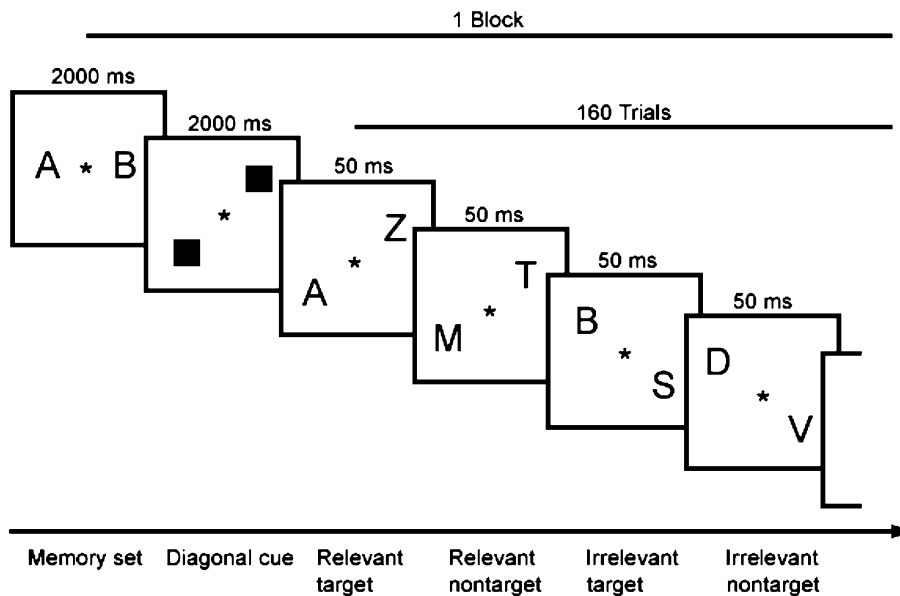 1 Block
2000 ms
160 Trials
2000 ms
50 ms
A * B
50 ms
*
Z
50 ms
*
A
T
50 ms
*
M
B
*
S
D
*
V
Memory set
Diagonal cue
Relevant
target
Relevant
nontarget
Irrelevant
target
Irrelevant
nontarget